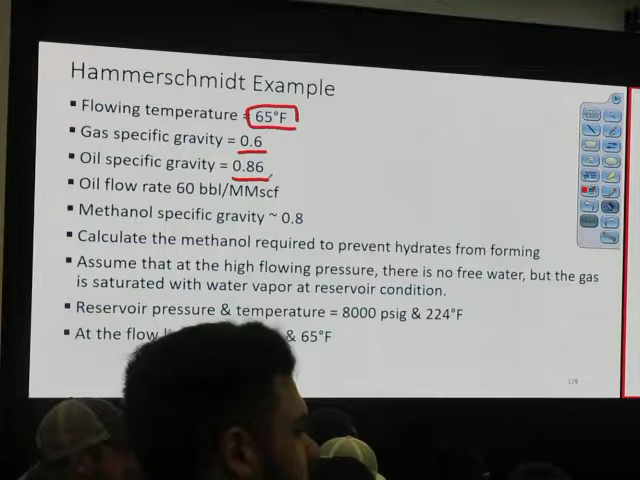 Hammerschmidt Example
▪ Flowing temperature = 65°F
▪ Gas specific gravity = 0.6
▪ Oil specific gravity = 0.86
▪ Oil flow rate 60 bbl/MMscf
▪ Methanol specific gravity ~ 0.8
▪ Calculate the methanol required to prevent hydrates from forming
▪ Assume that at the high flowing pressure, there is no free water, but the gas
is saturated with water vapor at reservoir condition.
▪ Reservoir pressure & temperature = 8000 psig & 224°F
▪ At the flow & 65°F